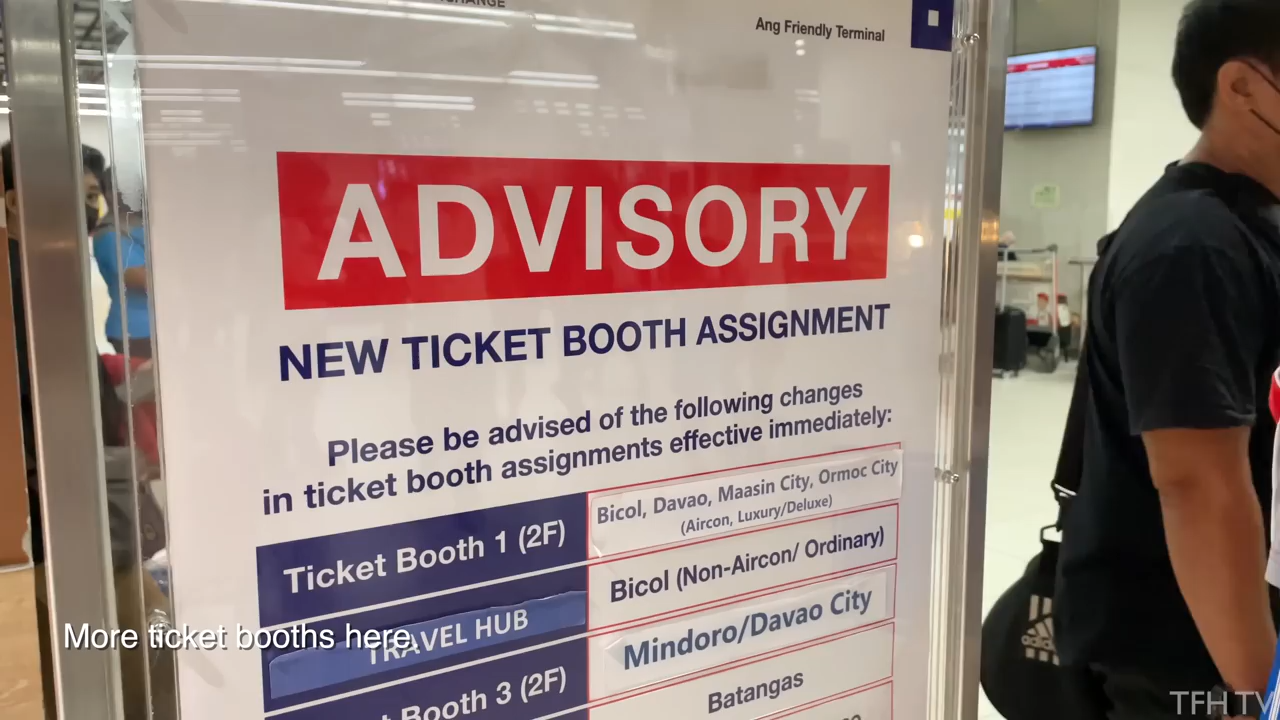 Ang Friendly Terminal
ADVISORY
NEW TICKET BOOTH ASSIGNMENT
Please be advised of the following changes
in ticket booth assignments effective immediately:
Ticket Booth 1 (2F)
Bicol, Davao, Maasin City, Ormoc City
(Aircon, Luxury/Deluxe)
Bicol (Non-Aircon/ Ordinary)
TRAVEL HUB
Mindoro/Davao City
Booth 3 (2F)
Batangas
adidas
More ticket booths here.
TFH TV